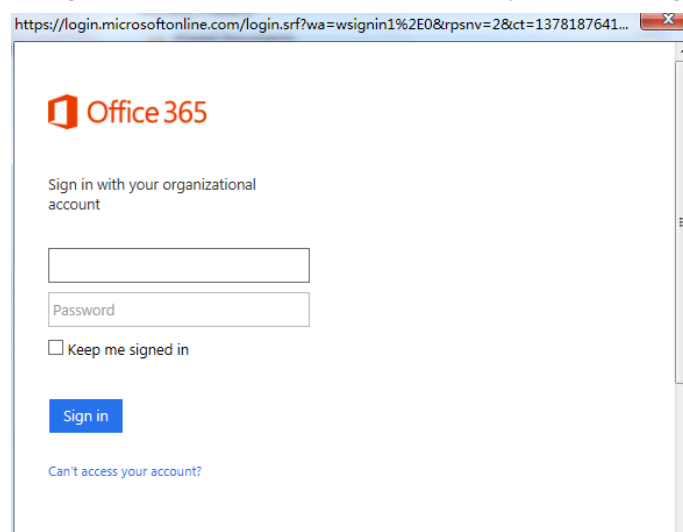 https://login.microsoftonline.com/login.srf?wa=wsignin1%2E0&rpsnv=2&ct=1378187641...
Office 365
Sign in with your organizational
account
Password
Keep me signed in
Sign in
Can't access your account?